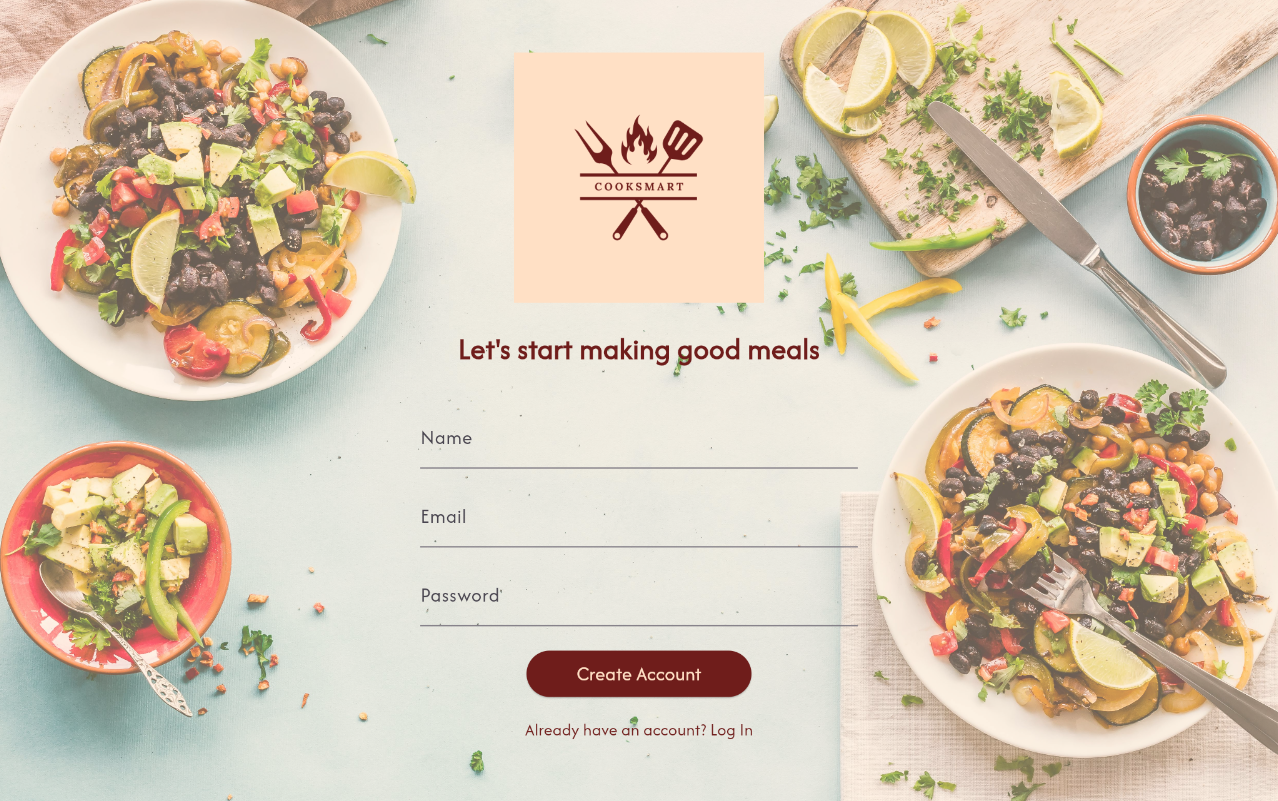 COOKSMART
Let's start making good meals
Name
Email
Password
Create Account
Already have an account? Log In